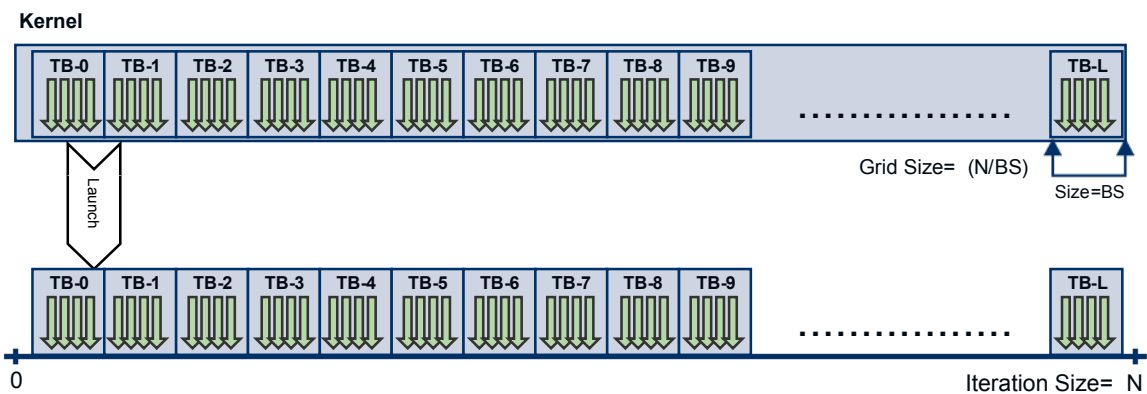 Kernel
TB-0 TB-1 TB-2 TB-3 TB-4 TB-5 TB-6 TB-7 TB-8 TB-9 ................. TB-L
Grid Size= (N/BS)
Size=BS
Launch
TB-0 TB-1 TB-2 TB-3 TB-4 TB-5 TB-6 TB-7 TB-8 TB-9 ................. TB-L
0
Iteration Size= N